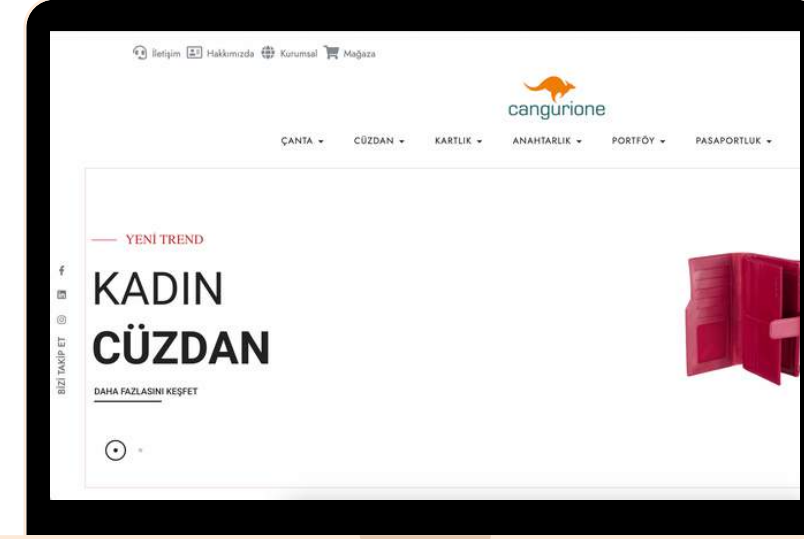 İletişim Hakkımızda Kurumsal Mağaza
cangurione
ÇANTA CÜZDAN KARTLIK ANAHTARLIK PORTFÖY PASAPORTLUK
YENİ TREND
KADIN
CÜZDAN
DAHA FAZLASINI KEŞFET
BİZİ TAKİP ET